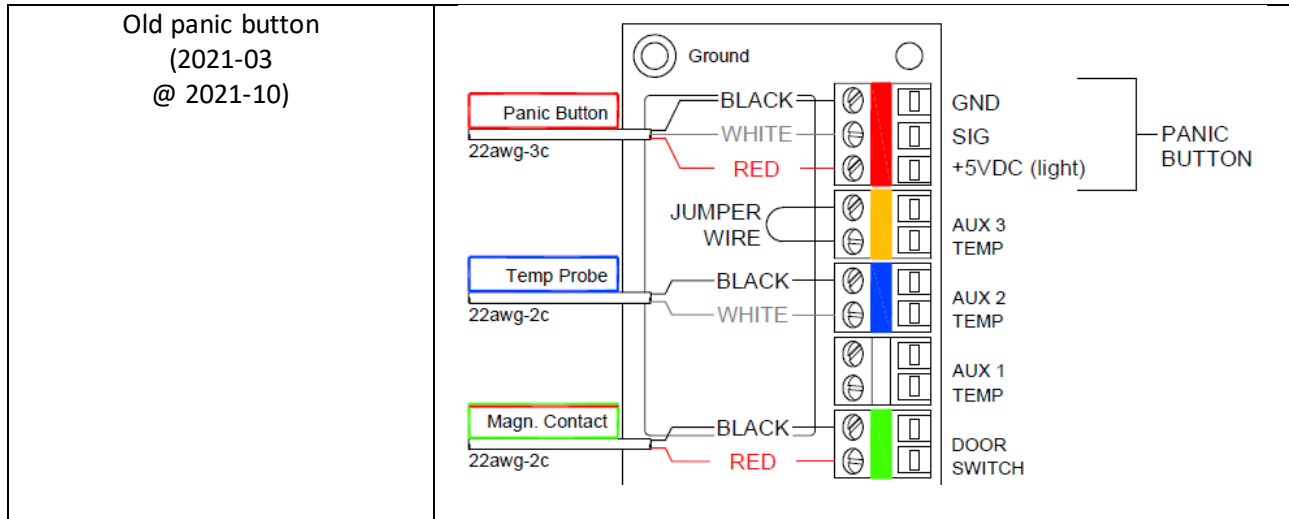 Old panic button
(2021-03
@ 2021-10)
Ground
Panic Button
22awg-3c
BLACK
WHITE
RED
GND
SIG
+5VDC (light)
PANIC
BUTTON
JUMPER
WIRE
AUX 3
TEMP
Temp Probe
22awg-2c
BLACK
WHITE
AUX 2
TEMP
AUX 1
TEMP
Magn. Contact
22awg-2c
BLACK
RED
DOOR
SWITCH